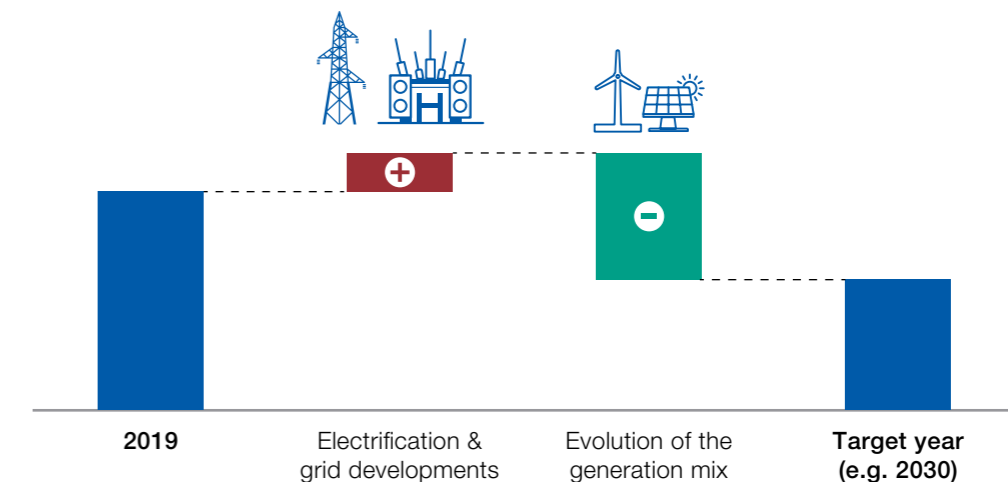 2019
Electrification &
grid developments
Evolution of the
generation mix
Target year
(e.g. 2030)